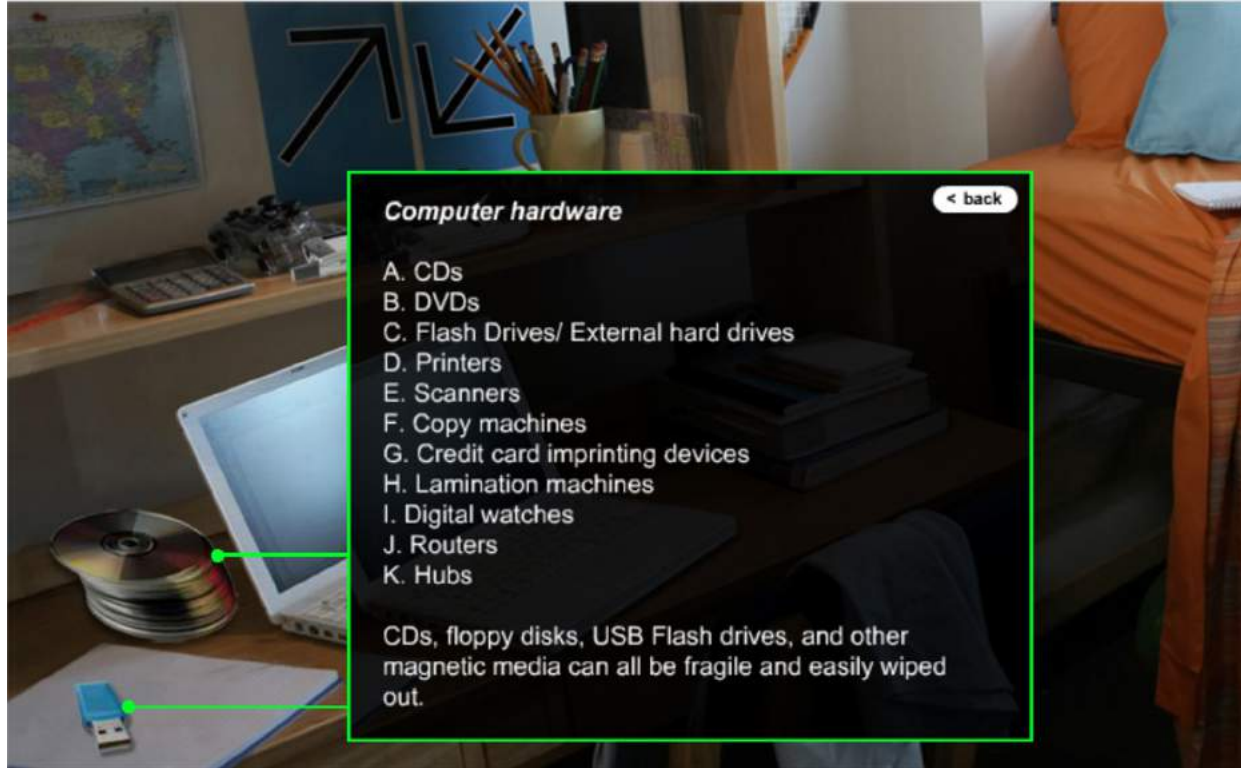 Computer hardware
< back
A. CDs
B. DVDs
C. Flash Drives/ External hard drives
D. Printers
E. Scanners
F. Copy machines
G. Credit card imprinting devices
H. Lamination machines
I. Digital watches
J. Routers
K. Hubs
CDs, floppy disks, USB Flash drives, and other
magnetic media can all be fragile and easily wiped
out.